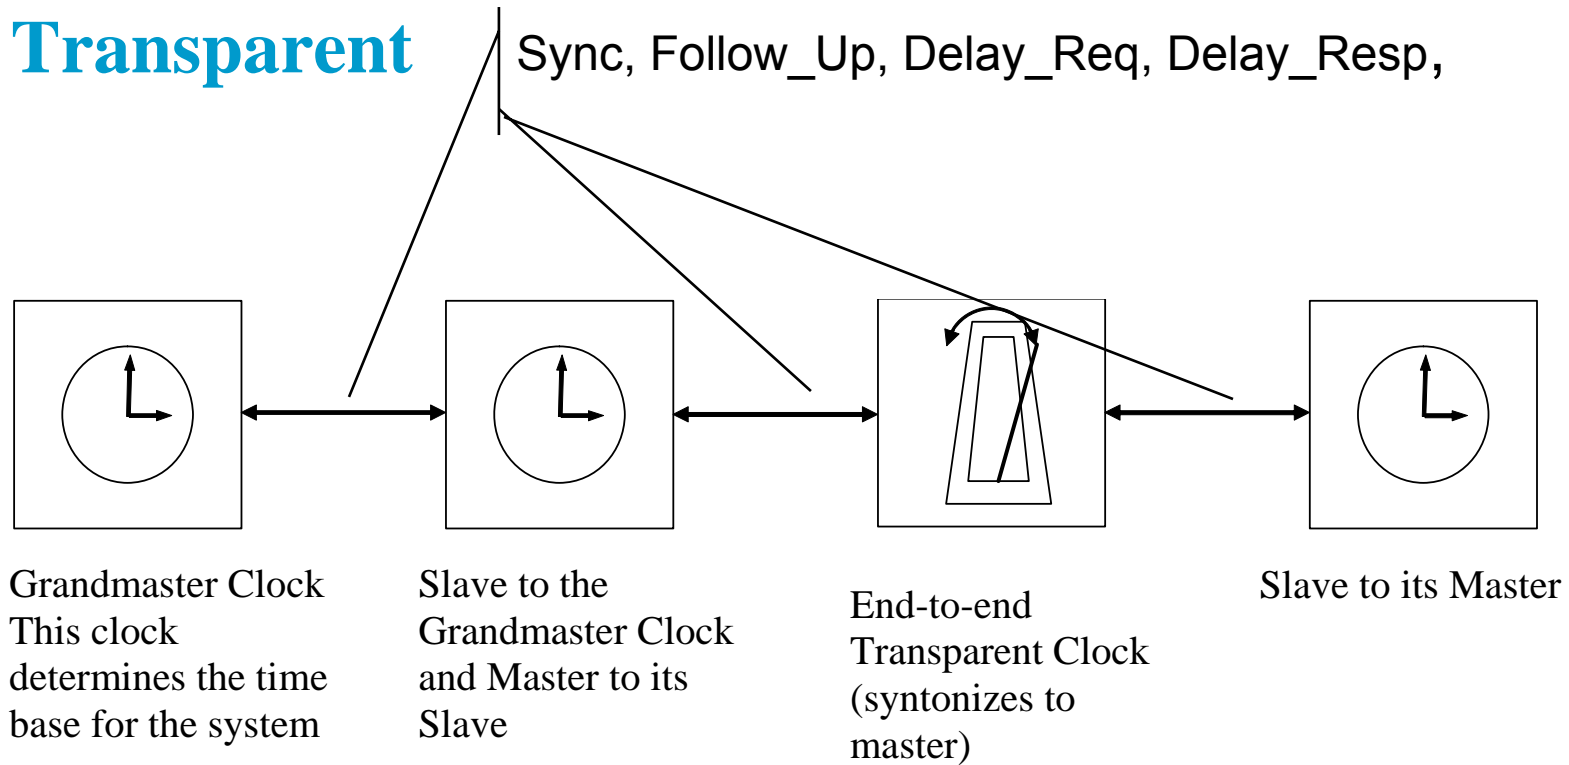 Transparent
Sync, Follow_Up, Delay_Req, Delay_Resp,
Grandmaster Clock
This clock
determines the time
base for the system
Slave to the
Grandmaster Clock
and Master to its
Slave
End-to-end
Transparent Clock
(syntonizes to
master)
Slave to its Master